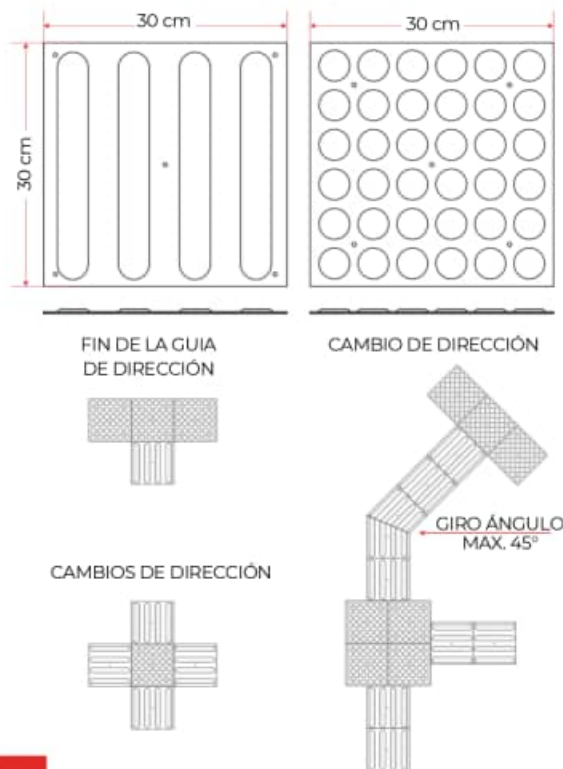 30 cm
30 cm
30 cm
FIN DE LA GUIA
DE DIRECCIÓN
CAMBIO DE DIRECCIÓN
GIRO ÁNGULO
MAX. 45°
CAMBIOS DE DIRECCIÓN